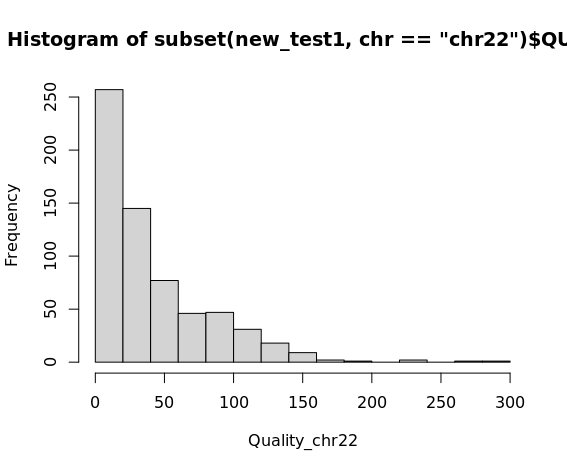 Histogram of subset(new_test1, chr == "chr22")$QU
Frequency
250
200
150
100
50
0
0 50 100 150 200 250 300
Quality_chr22